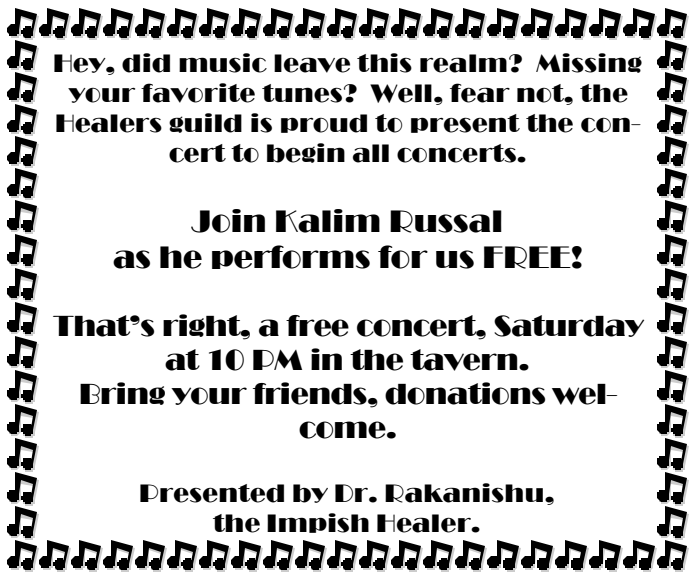 Hey, did music leave this realm?  Missing
your favorite tunes?  Well, fear not, the
Healers guild is proud to present the con-
cert to begin all concerts.
Join Kalim Russal
as he performs for us FREE!
That's right, a free concert, Saturday
at 10 PM in the tavern.
Bring your friends, donations wel-
come.
Presented by Dr. Rakanishu,
the Impish Healer.